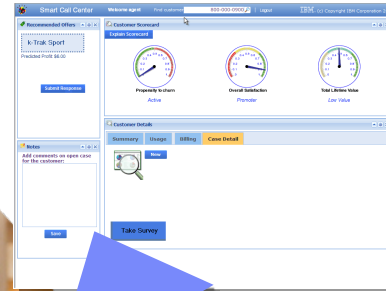 Smart Call Center
Welcome agent
Find customer
800-000-0900
Logout
IBM
(c) Copyright IBM Corporation
Recommended Offers
k-Trak Sport
Predicted Profit: $8.00
Submit Response
Notes
Add comments on open case
for the customer:
Save
Customer Scorecard
Explain Scorecard
Propensity to churn
Active
Overall Satisfaction
Promoter
Total Lifetime Value
Low Value
Customer Details
Summary
Usage
Billing
Case Detail
New
Take Survey